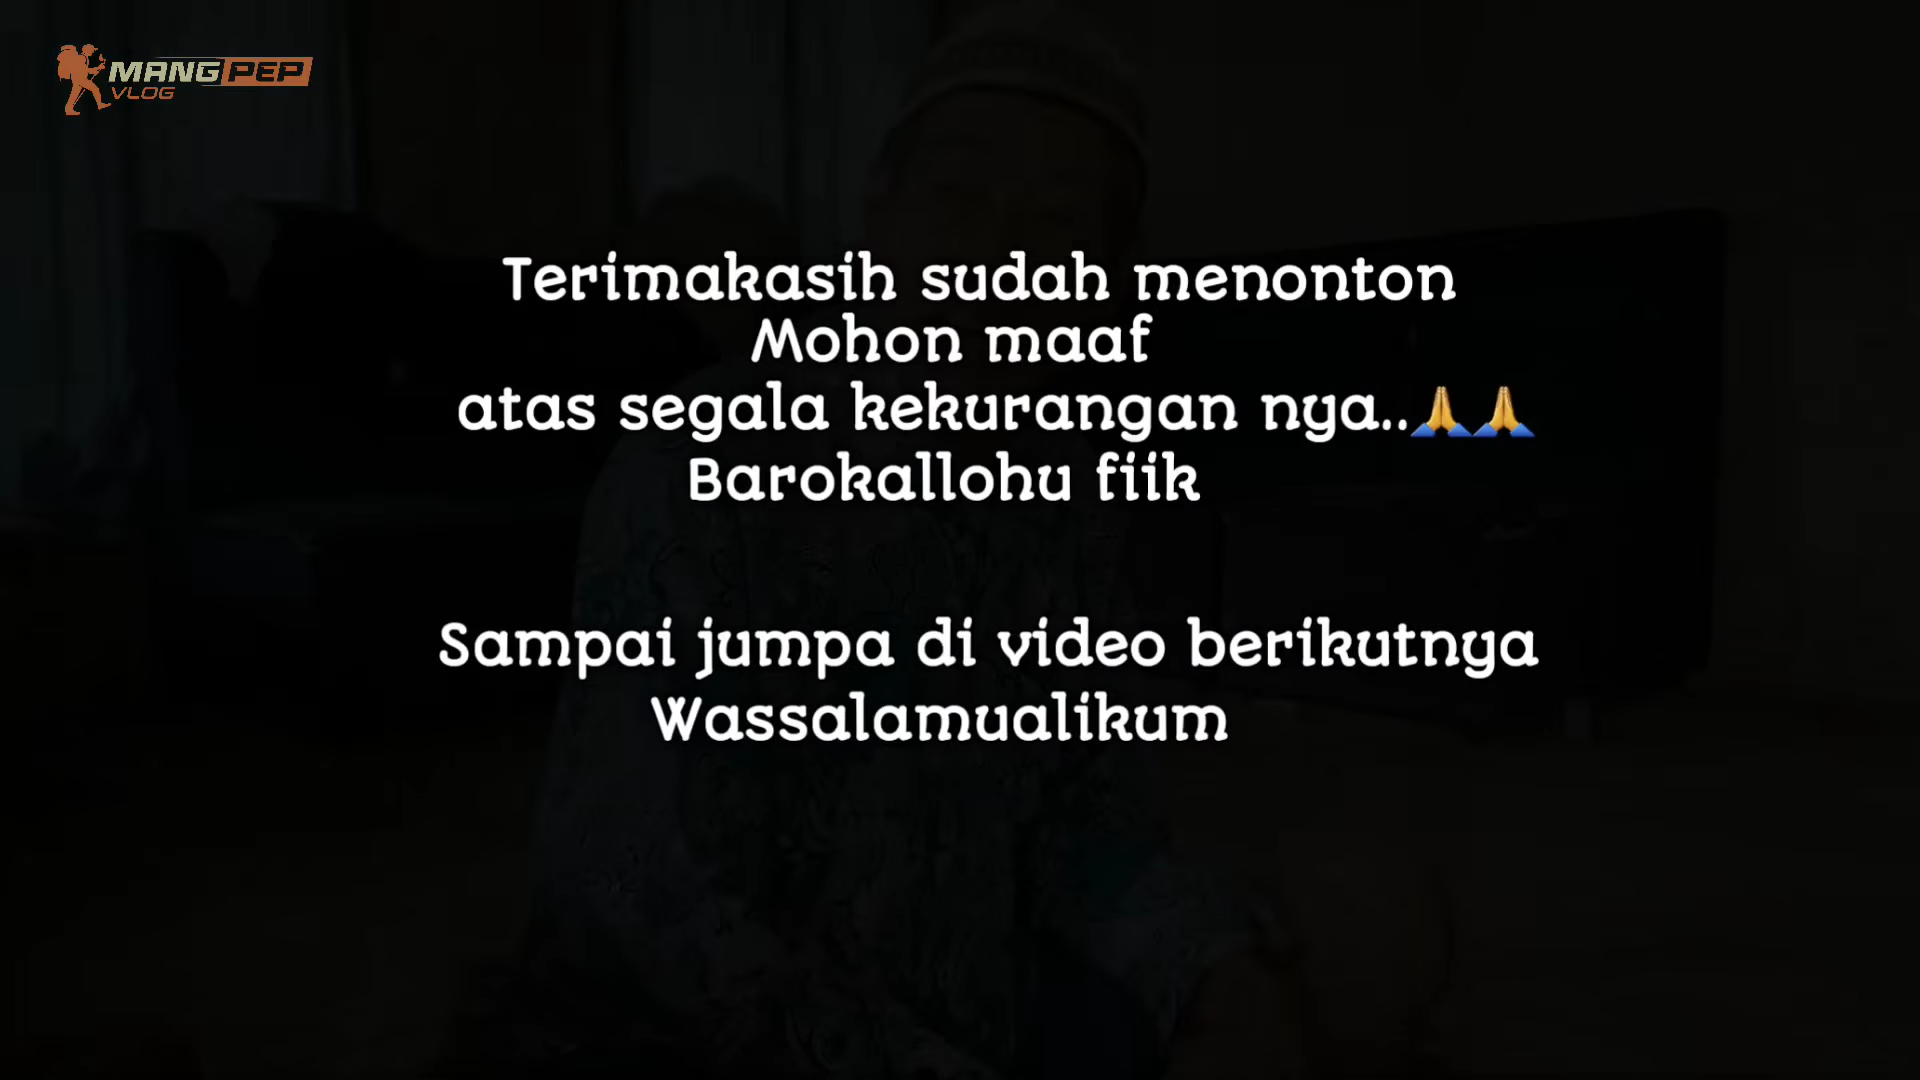 MANG PEP
VLOG
Terimakasih sudah menonton
Mohon maaf
atas segala kekurangan nya..🙏🙏
Barokallohu fiik
Sampai jumpa di video berikutnya
Wassalamualikum